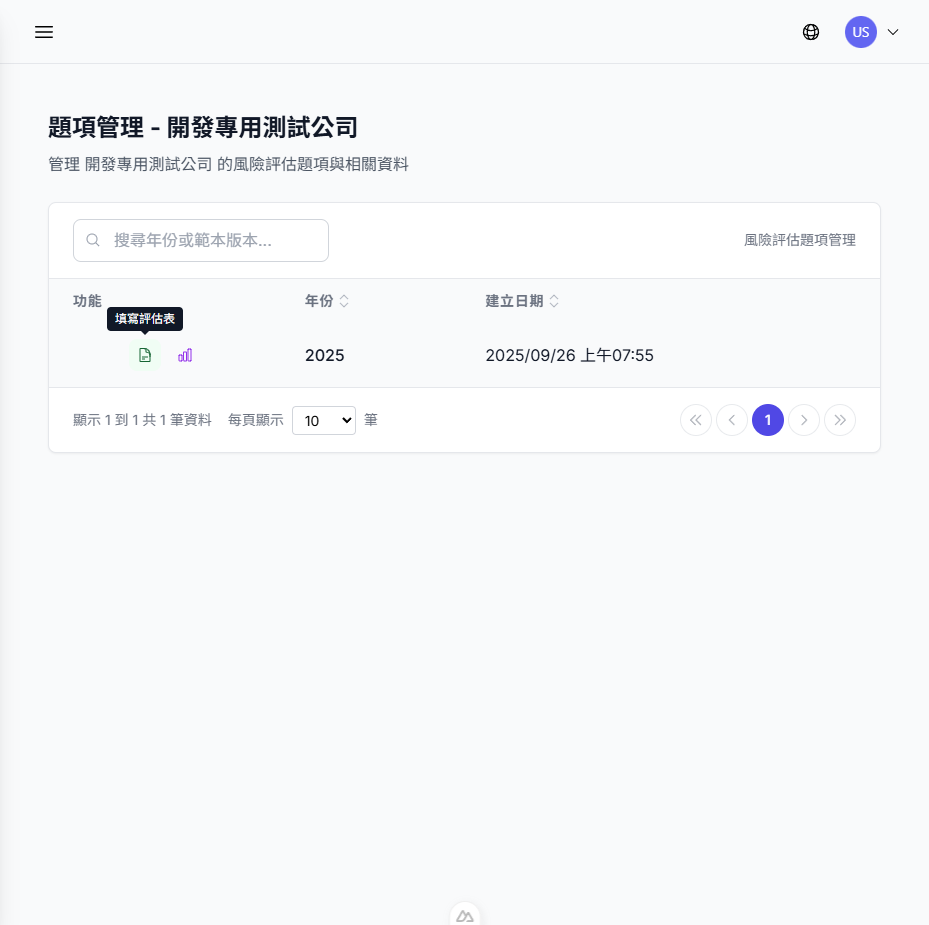 US
題項管理 - 開發專用測試公司
管理 開發專用測試公司 的風險評估題項與相關資料
搜尋年份或範本版本...
風險評估題項管理
功能 年份 建立日期
填寫評估表
2025 2025/09/26 上午07:55
顯示 1 到 1 共 1 筆資料 每頁顯示 10 筆 1